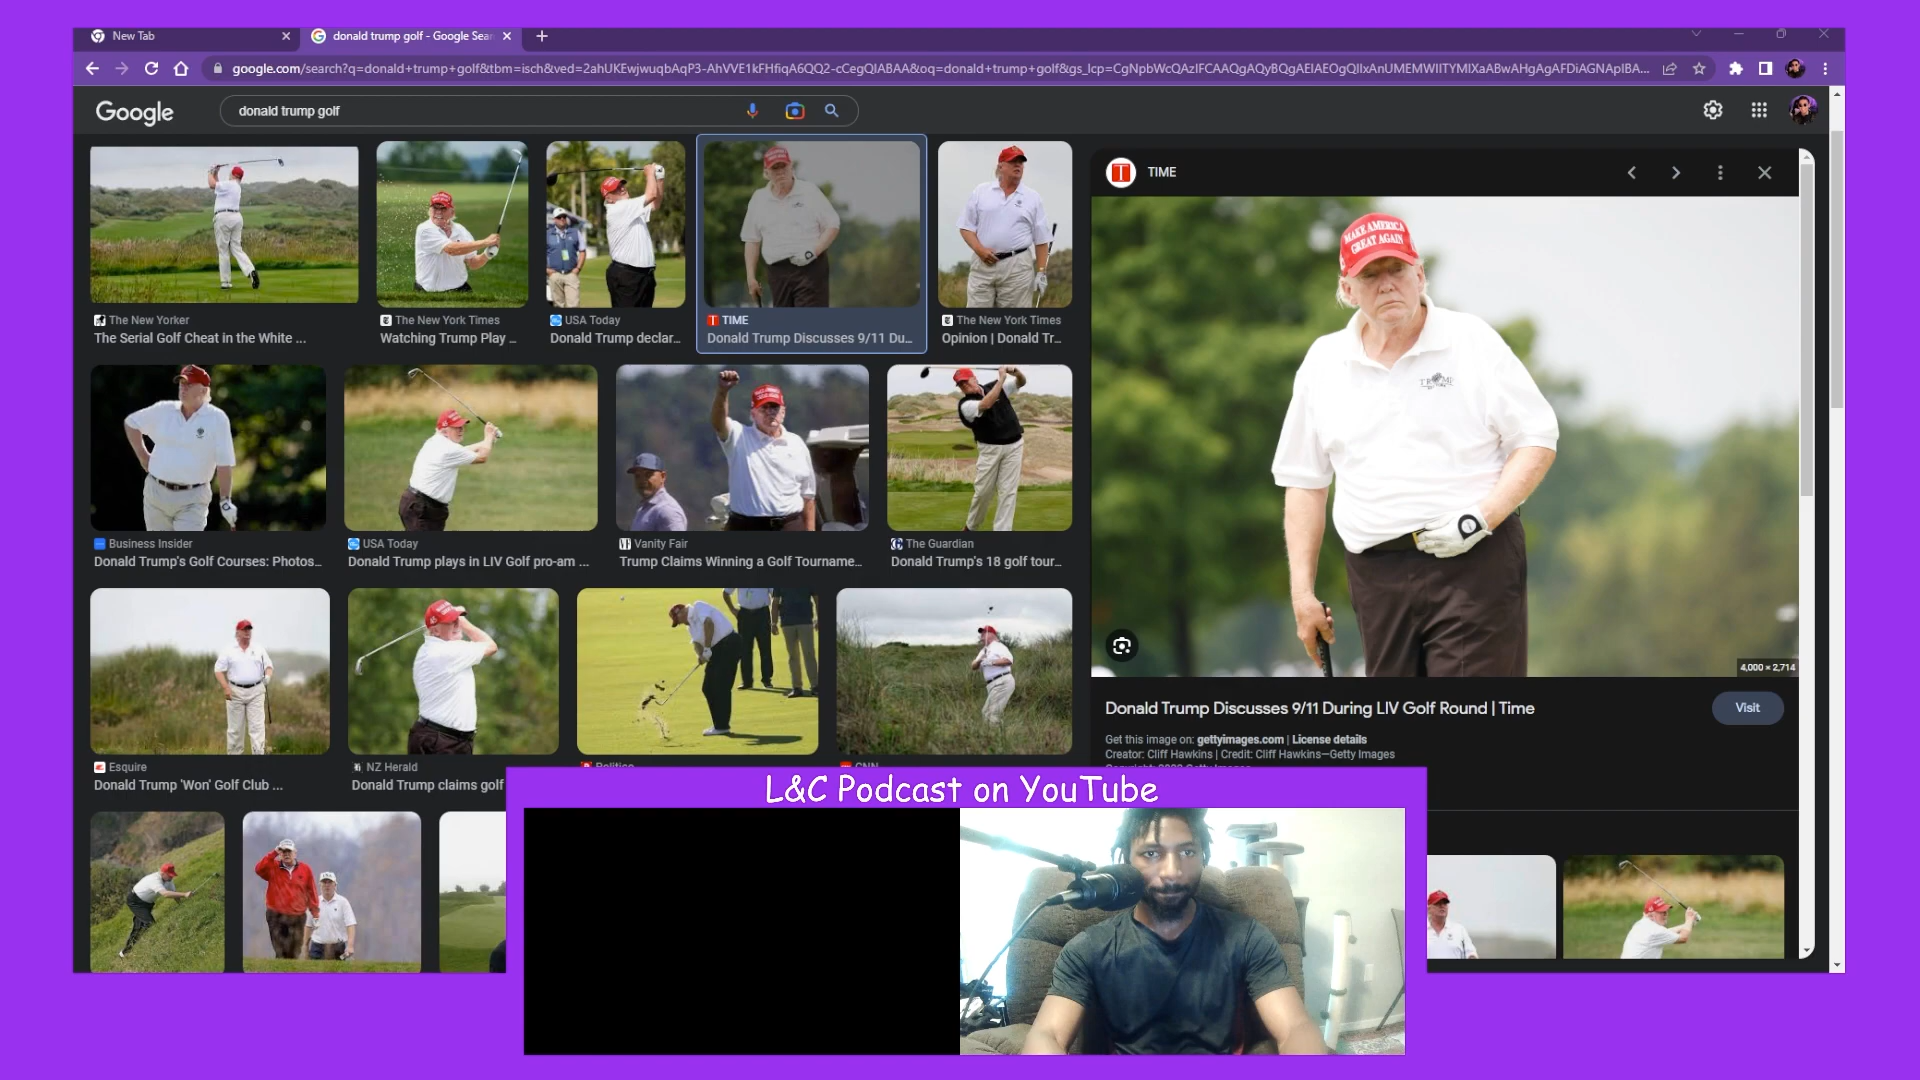 New Tab
donald trump golf - Google Sear
google.com/search?q=donald+trump+golf&tbm=isch&ved=2ahUKEwjwuqbAqP3-AhVVE1kFHfiqA6QQ2-cCegQIABAA&oq=donald+trump+golf&gs_lcp=CgNpbWcQAzIFCAAQgAQyBQgAEIAEOgQIIxAnUMEMWIITYMIXaABwAHgAgAFDiAGNApIBA...
Google
donald trump golf
TIME
MAKE AMERICA
GREAT AGAIN
TRUMP
4,000 × 2,714
The New Yorker
The Serial Golf Cheat in the White ...
The New York Times
Watching Trump Play ...
USA Today
Donald Trump declar...
TIME
Donald Trump Discusses 9/11 Du...
The New York Times
Opinion | Donald Tr...
Business Insider
Donald Trump's Golf Courses: Photos...
USA Today
Donald Trump plays in LIV Golf pro-am ...
Vanity Fair
Trump Claims Winning a Golf Tourname...
The Guardian
Donald Trump's 18 golf tour...
Esquire
Donald Trump 'Won' Golf Club ...
NZ Herald
Donald Trump claims golf
Politico
CNN
Donald Trump Discusses 9/11 During LIV Golf Round | Time
Visit
Get this image on: gettyimages.com | License details
Creator: Cliff Hawkins | Credit: Cliff Hawkins—Getty Images
L&C Podcast on YouTube